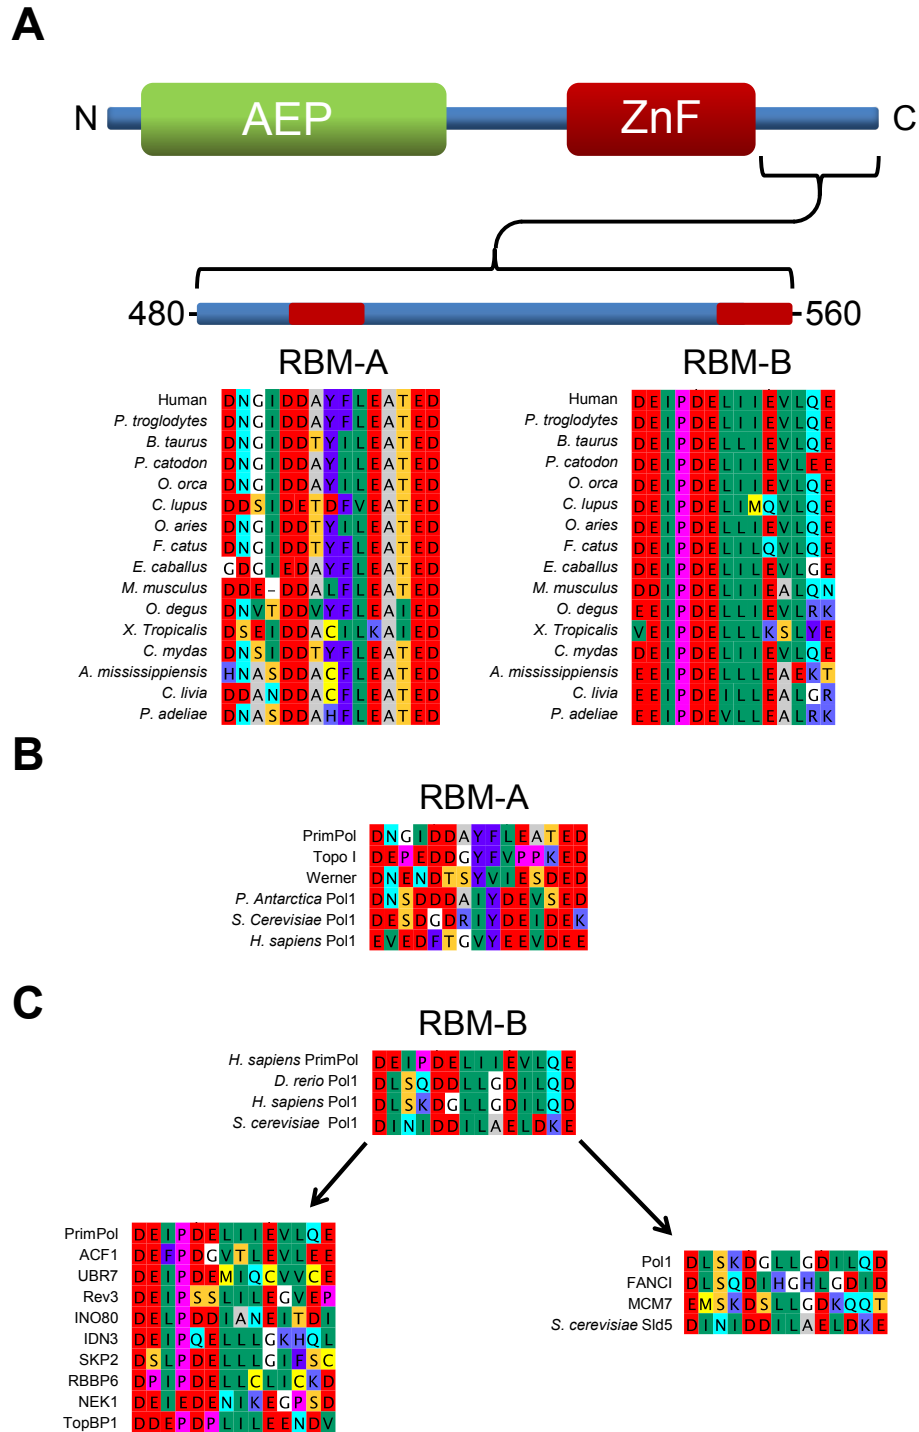 A
N AEP ZnF C
480 560
RBM-A RBM-B
Human DNGIDDAYFLEATED Human DEIPDELIIEVLQE
P. troglodytes DNGIDDAYFLEATED P. troglodytes DEIPDELIIEVLQE
B. taurus DNGIDDTYILEATED B. taurus DEIPDELLIEVLQE
P. catodon DNGIDDAYILEATED P. catodon DEIPDELIIEVLEE
O. orca DNGIDDAYILEATED O. orca DEIPDELIIEVLQE
C. lupus DDSIDETDFVEATED C. lupus DEIPDELIMQVLQE
O. aries DNGIDDTYILEATED O. aries DEIPDELLIEVLQE
F. catus DNGIDDTYFLEATED F. catus DEIPDELILQVLQE
E. caballus GDGIEDAYFLEATED E. caballus DEIPDELILEVLGE
M. musculus DDE-DDALFLEATED M. musculus DDIPDELIIEALQN
O. degus DNVTDDVYFLEAIED O. degus EEIPDELLIEVLRK
X. Tropicalis DSEIDDACILKAIED X. Tropicalis VEIPDELLLKSLYE
C. mydas DNSIDDTYFLEATED C. mydas DEIPDELLIEVLQE
A. mississippiensis HNASDDACFLEATED A. mississippiensis EEIPDELLLEAEKT
C. livia DDANDDACFLEATED C. livia EEIPDEILLEALGR
P. adeliae DNASDDAHFLEATED P. adeliae EEIPDEVLLEALRK
B
RBM-A
PrimPol DNGIDDAYFLEATED
Topo I DEPEDDGYFVPPKED
Werner DNENDTSYVIESDED
P. Antarctica Pol1 DNSDDDAIYDEVSED
S. Cerevisiae Pol1 DESDGDRIYDEIDEK
H. sapiens Pol1 EVEDFTGVYEEVDEE
C
RBM-B
H. sapiens PrimPol DEIPDELIIEVLQE
D. rerio Pol1 DLSQDDLLGDILQD
H. sapiens Pol1 DLSKDGLLGDILQD
S. cerevisiae Pol1 DINIDDILAELDKE
PrimPol DEIPDELIIEVLQE
ACF1 DEFPDGVTLEVLEE
UBR7 DEIPDEMIQCVVCE
Rev3 DEIPSSLILEGVEP
INO80 DELPDDIANEITDI
IDN3 DEIPQELLLGKHQL
SKP2 DSLPDELLLGIFSC
RBBP6 DPIPDELLCLICKD
NEK1 DEIEDENIKEGPSD
TopBP1 DDEPDPLILEENDV
Pol1 DLSKDGLLGDILQD
FANCI DLSQDIHGHLGDID
MCM7 EMSKDSLLGDKQQT
S. cerevisiae Sld5 DINIDDILAELDKE